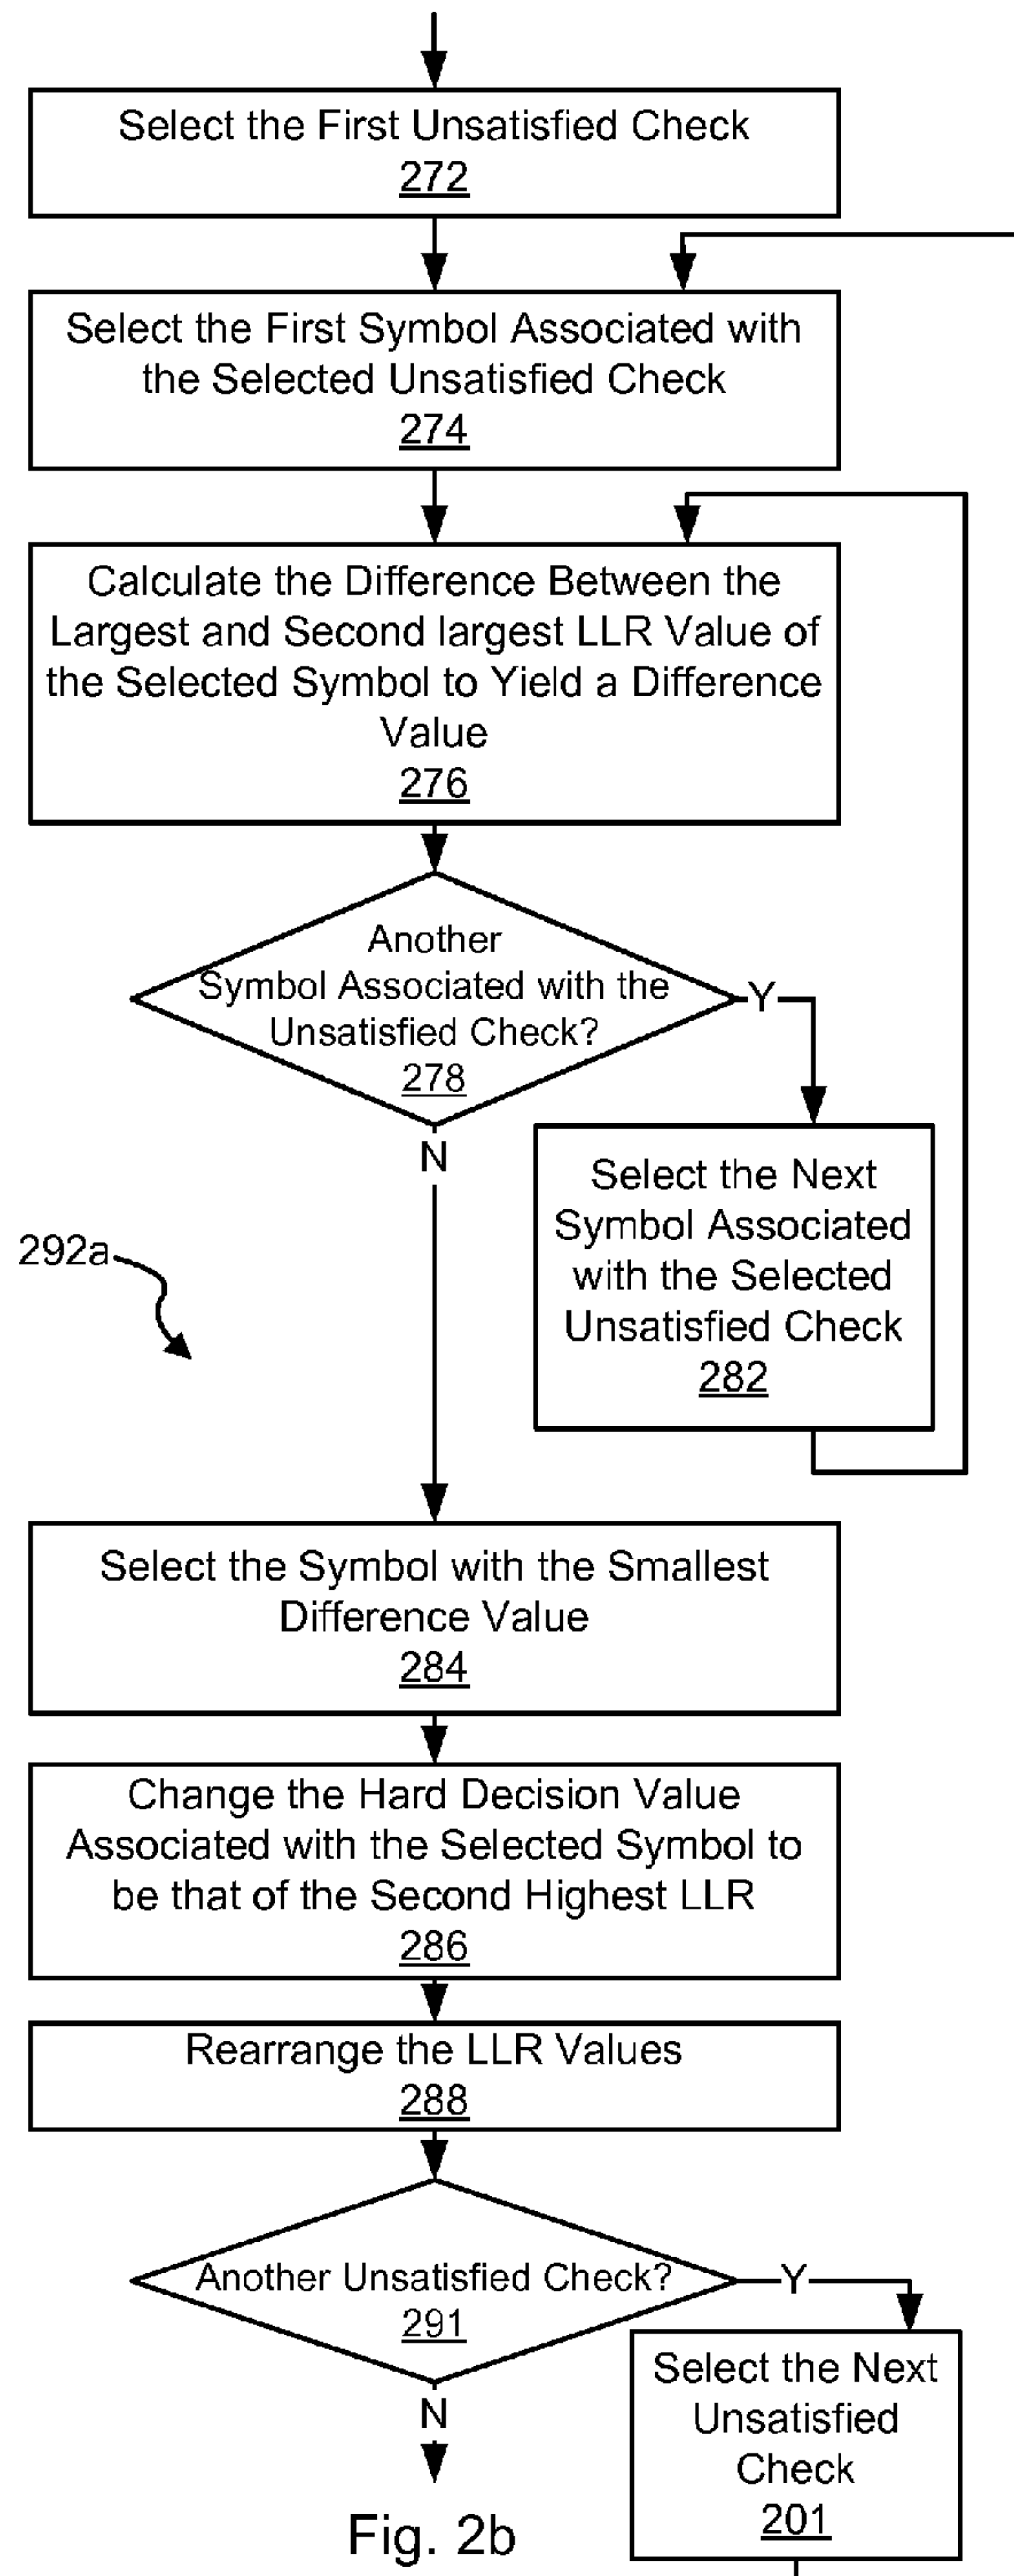 Select the First Unsatisfied Check
272
Select the First Symbol Associated with
the Selected Unsatisfied Check
274
Calculate the Difference Between the
Largest and Second largest LLR Value of
the Selected Symbol to Yield a Difference
Value
276
Another
Symbol Associated with the
Unsatisfied Check?
278
Y
N
Select the Next
Symbol Associated
with the Selected
Unsatisfied Check
282
292a
Select the Symbol with the Smallest
Difference Value
284
Change the Hard Decision Value
Associated with the Selected Symbol to
be that of the Second Highest LLR
286
Rearrange the LLR Values
288
Another Unsatisfied Check?
291
Y
N
Select the Next
Unsatisfied
Check
201
Fig. 2b